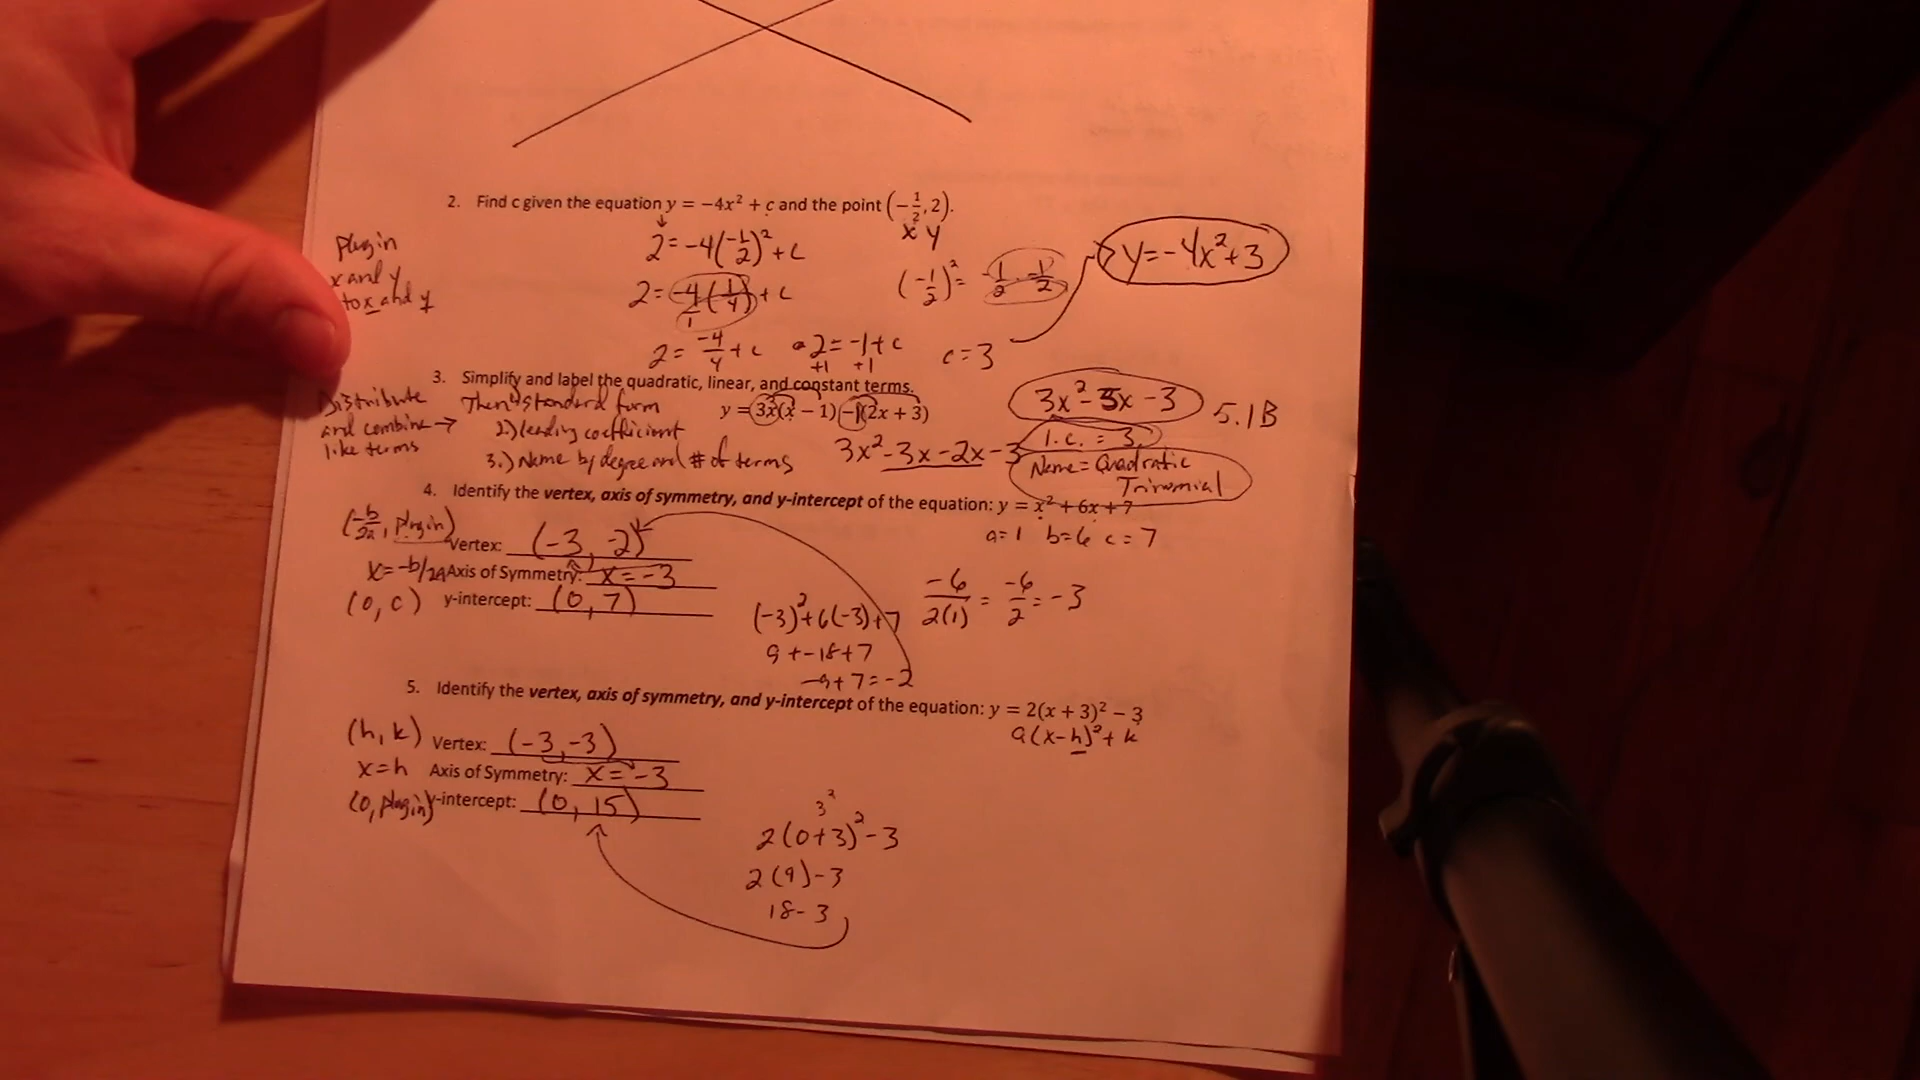 2. Find c given the equation y = −4x² + c and the point (−1/2, 2).
x y
plug in
x and y
to x and y
2 = -4(-1/2)² + c
y = -4x² + 3
2 = -4/1(1/4) + c
(-1/2)² = -1/2 · -1/2
2 = -4/4 + c
2 = -1 + c
+1 +1
c = 3
3. Simplify and label the quadratic, linear, and constant terms.
y = 3x(x − 1) −1(2x + 3)
Distribute
and combine →
like terms
Then standard form
2.) leading coefficient
3.) Name by degree and # of terms
3x² - 3x - 2x - 3
3x² - 5x - 3
5.1B
l.c. = 3
Name = Quadratic
Trinomial
4. Identify the vertex, axis of symmetry, and y-intercept of the equation: y = x² + 6x + 7
a = 1 b = 6 c = 7
(-b/2a, plug in) Vertex: (-3, -2)
x = -b/2a Axis of Symmetry: x = -3
(0, c) y-intercept: (0, 7)
-6/2(1) = -6/2 = -3
(-3)² + 6(-3) + 7
9 + -18 + 7
-9 + 7 = -2
5. Identify the vertex, axis of symmetry, and y-intercept of the equation: y = 2(x + 3)² − 3
a(x-h)² + k
(h, k) Vertex: (-3, -3)
x = h Axis of Symmetry: x = -3
(0, plug in) y-intercept: (0, 15)
3²
2(0+3)² - 3
2(9) - 3
18 - 3